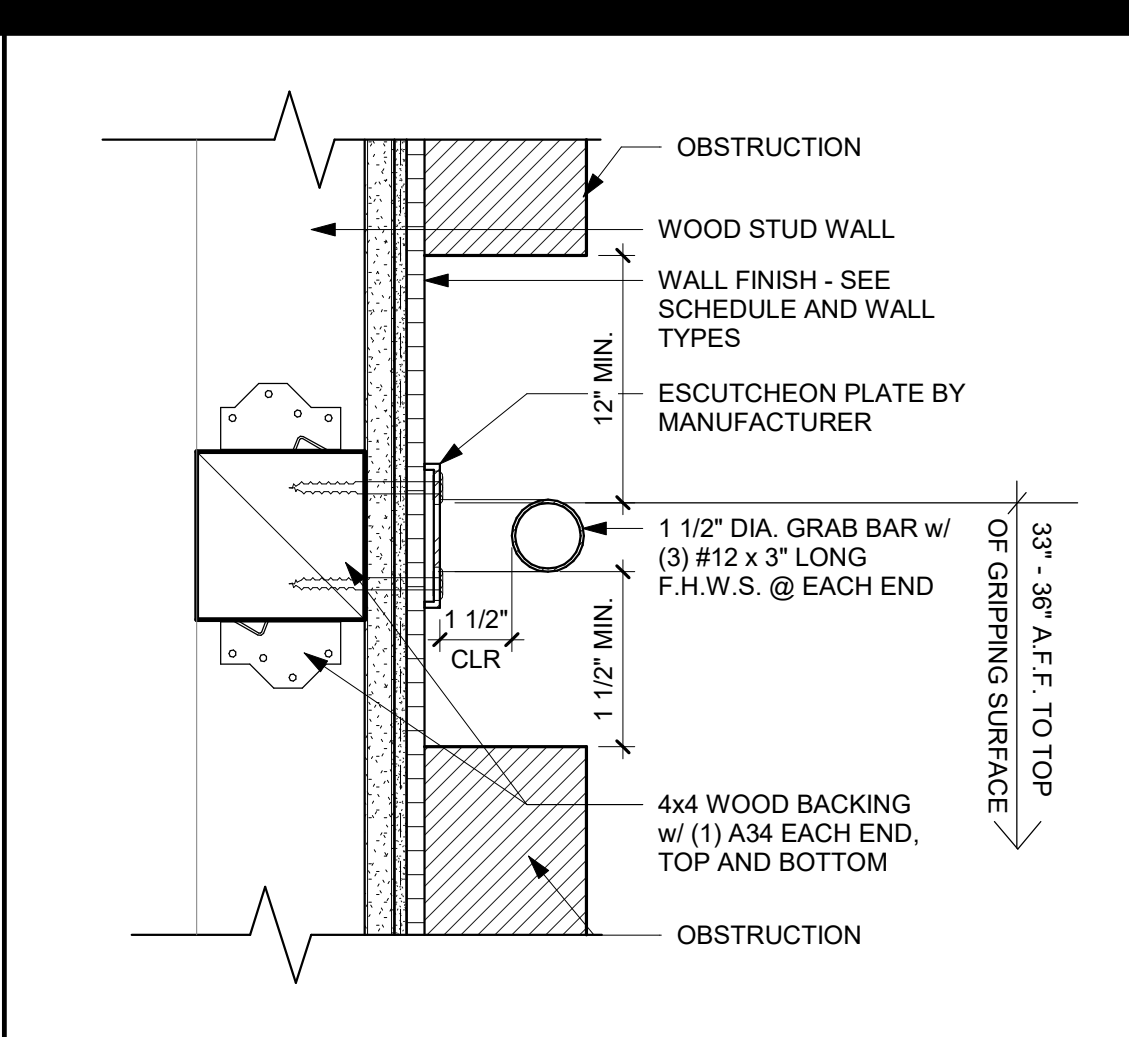 OBSTRUCTION
WOOD STUD WALL
WALL FINISH - SEE
SCHEDULE AND WALL
TYPES
12" MIN.
ESCUTCHEON PLATE BY
MANUFACTURER
1 1/2" DIA. GRAB BAR w/
(3) #12 x 3" LONG
F.H.W.S. @ EACH END
33" - 36" A.F.F. TO TOP
OF GRIPPING SURFACE
1 1/2"
CLR
1 1/2" MIN.
4x4 WOOD BACKING
w/ (1) A34 EACH END,
TOP AND BOTTOM
OBSTRUCTION